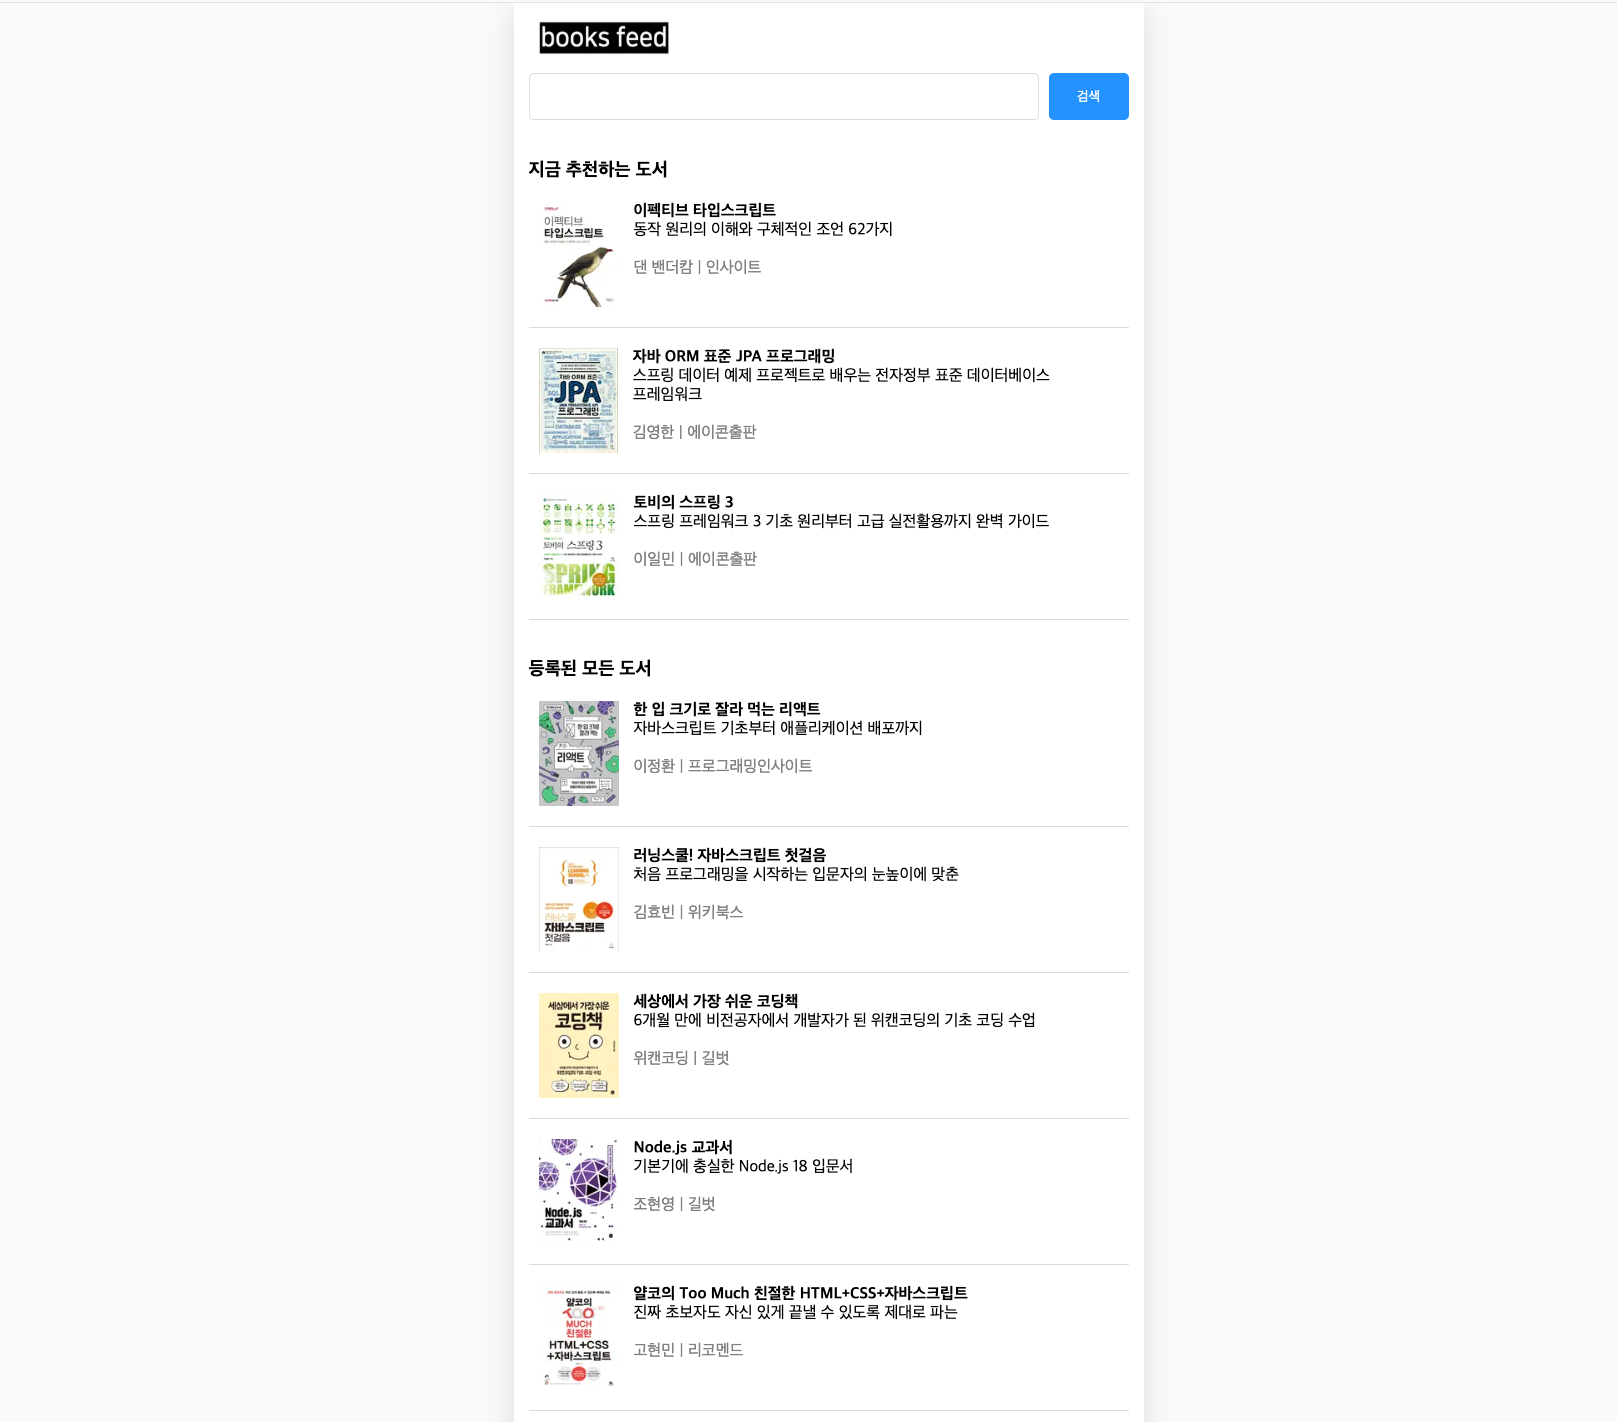 books feed
검색
지금 추천하는 도서
이펙티브
타입스크립트
이펙티브 타입스크립트
동작 원리의 이해와 구체적인 조언 62가지
댄 밴더캄 | 인사이트
자바 ORM 표준
JPA
프로그래밍
자바 ORM 표준 JPA 프로그래밍
스프링 데이터 예제 프로젝트로 배우는 전자정부 표준 데이터베이스
프레임워크
김영한 | 에이콘출판
토비의 스프링 3
SPRING
FRAMEWORK
토비의 스프링 3
스프링 프레임워크 3 기초 원리부터 고급 실전활용까지 완벽 가이드
이일민 | 에이콘출판
등록된 모든 도서
한 입 크기로
잘라 먹는
리액트
한 입 크기로 잘라 먹는 리액트
자바스크립트 기초부터 애플리케이션 배포까지
이정환 | 프로그래밍인사이트
LEARNING
SCHOOL
러닝스쿨!
자바스크립트
첫걸음
러닝스쿨! 자바스크립트 첫걸음
처음 프로그래밍을 시작하는 입문자의 눈높이에 맞춘
김효빈 | 위키북스
세상에서 가장 쉬운
코딩책
세상에서 가장 쉬운 코딩책
6개월 만에 비전공자에서 개발자가 된 위캔코딩의 기초 코딩 수업
위캔코딩 | 길벗
Node.js
교과서
Node.js 교과서
기본기에 충실한 Node.js 18 입문서
조현영 | 길벗
얄코의
TOO
MUCH
친절한
HTML+CSS
+자바스크립트
얄코의 Too Much 친절한 HTML+CSS+자바스크립트
진짜 초보자도 자신 있게 끝낼 수 있도록 제대로 파는
고현민 | 리코멘드